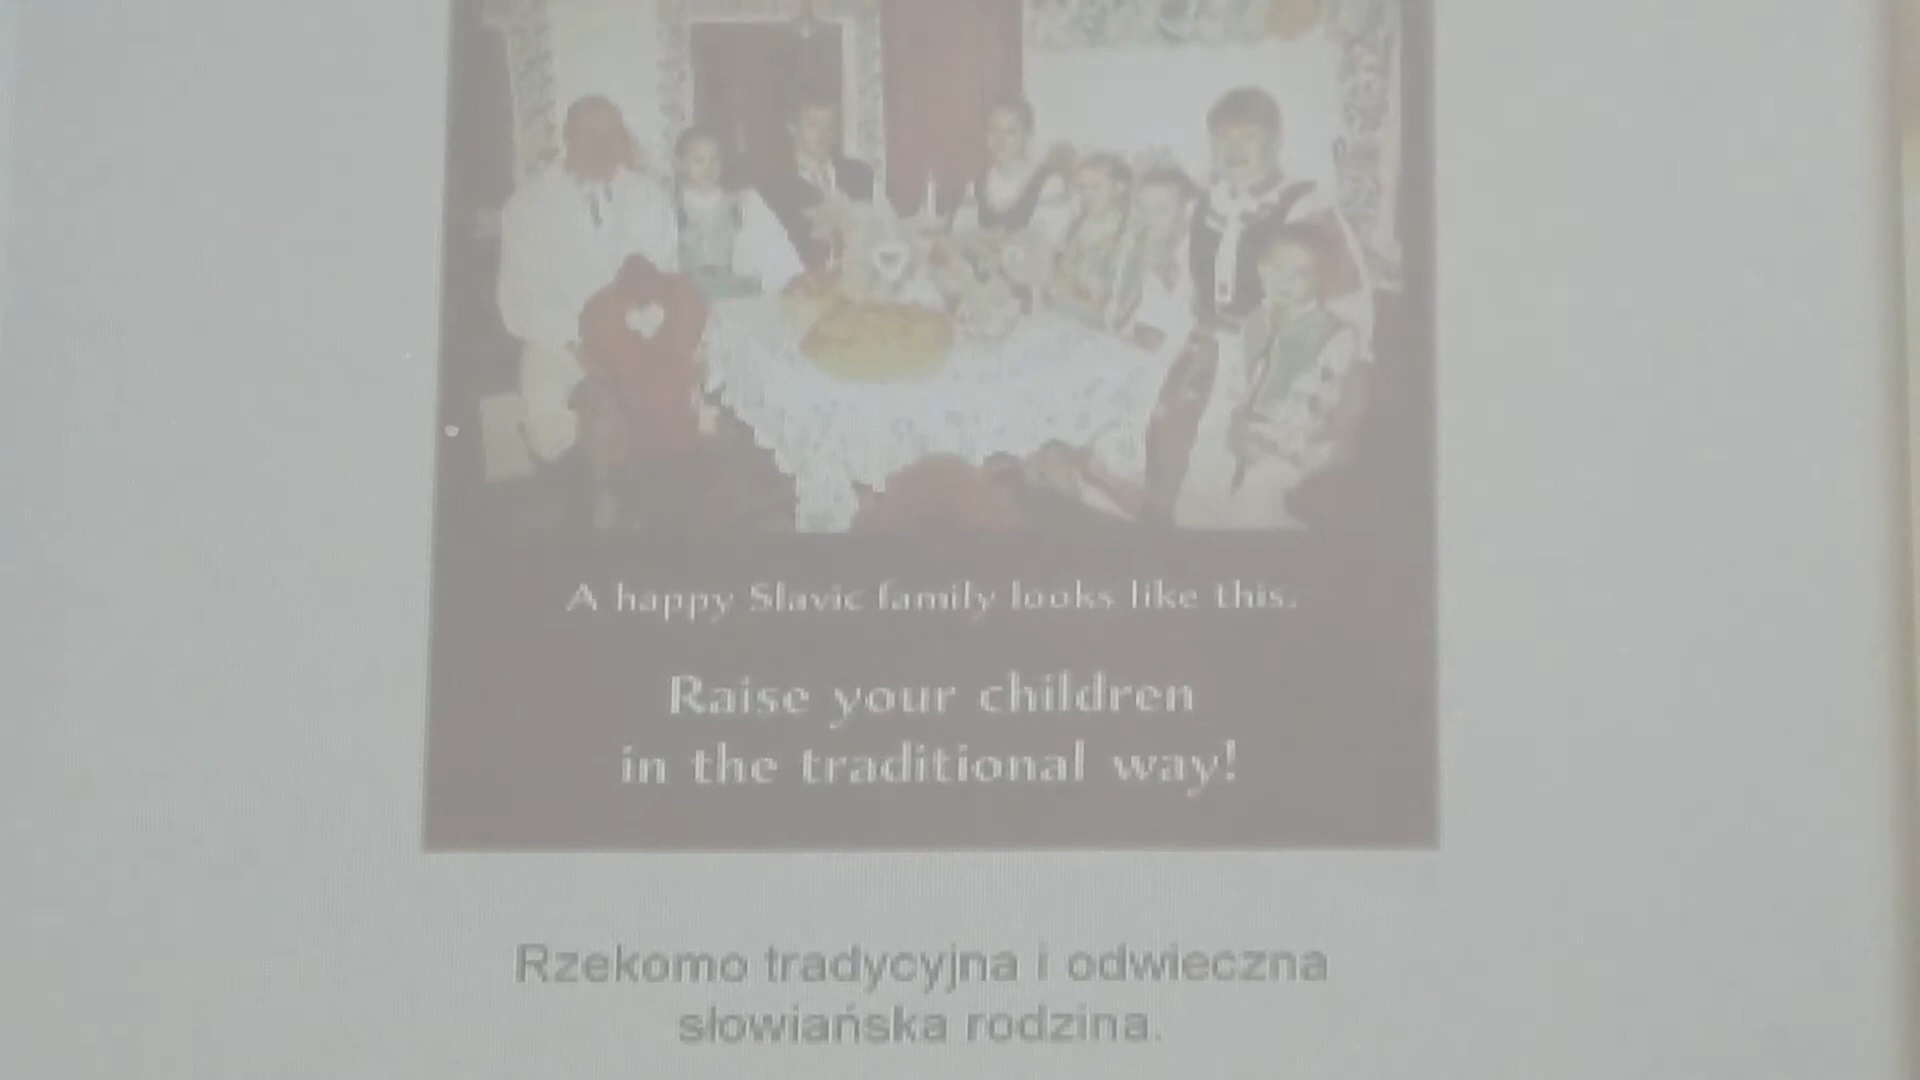 A happy Slavic family looks like this.
Raise your children
in the traditional way!
Rzekomo tradycyjna i odwieczna
słowiańska rodzina.